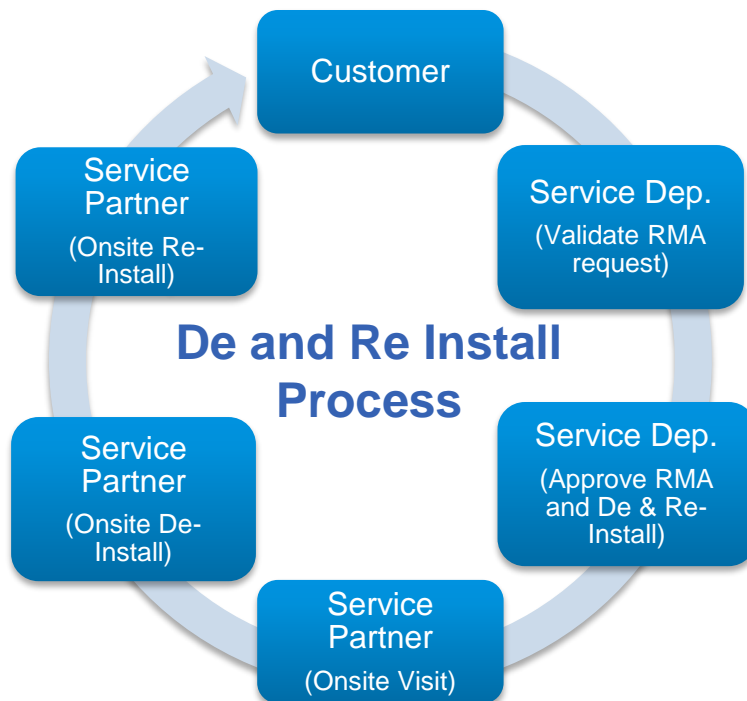 Customer
Service Dep.
(Validate RMA
request)
Service Dep.
(Approve RMA
and De & Re-
Install)
Service
Partner
(Onsite Visit)
Service
Partner
(Onsite De-
Install)
Service
Partner
(Onsite Re-
Install)
De and Re Install
Process